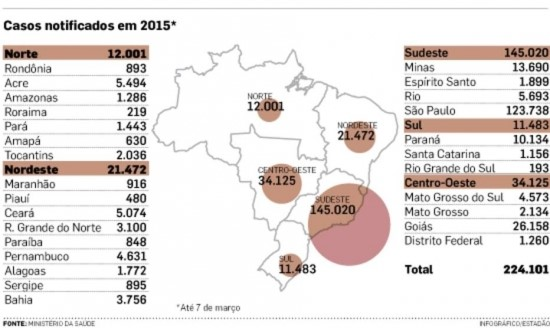 Casos notificados em 2015*
Norte 12.001
Rondônia 893
Acre 5.494
Amazonas 1.286
Roraima 219
Pará 1.443
Amapá 630
Tocantins 2.036
Nordeste 21.472
Maranhão 916
Piauí 480
Ceará 5.074
R. Grande do Norte 3.100
Paraíba 848
Pernambuco 4.631
Alagoas 1.772
Sergipe 895
Bahia 3.756
NORTE
12.001
NORDESTE
21.472
CENTRO-OESTE
34.125
SUDESTE
145.020
SUL
11.483
*Até 7 de março
Sudeste 145.020
Minas 13.690
Espírito Santo 1.899
Rio 5.693
São Paulo 123.738
Sul 11.483
Paraná 10.134
Santa Catarina 1.156
Rio Grande do Sul 193
Centro-Oeste 34.125
Mato Grosso do Sul 4.573
Mato Grosso 2.134
Goiás 26.158
Distrito Federal 1.260
Total 224.101
FONTE: MINISTÉRIO DA SAÚDE
INFOGRÁFICO/ESTADÃO